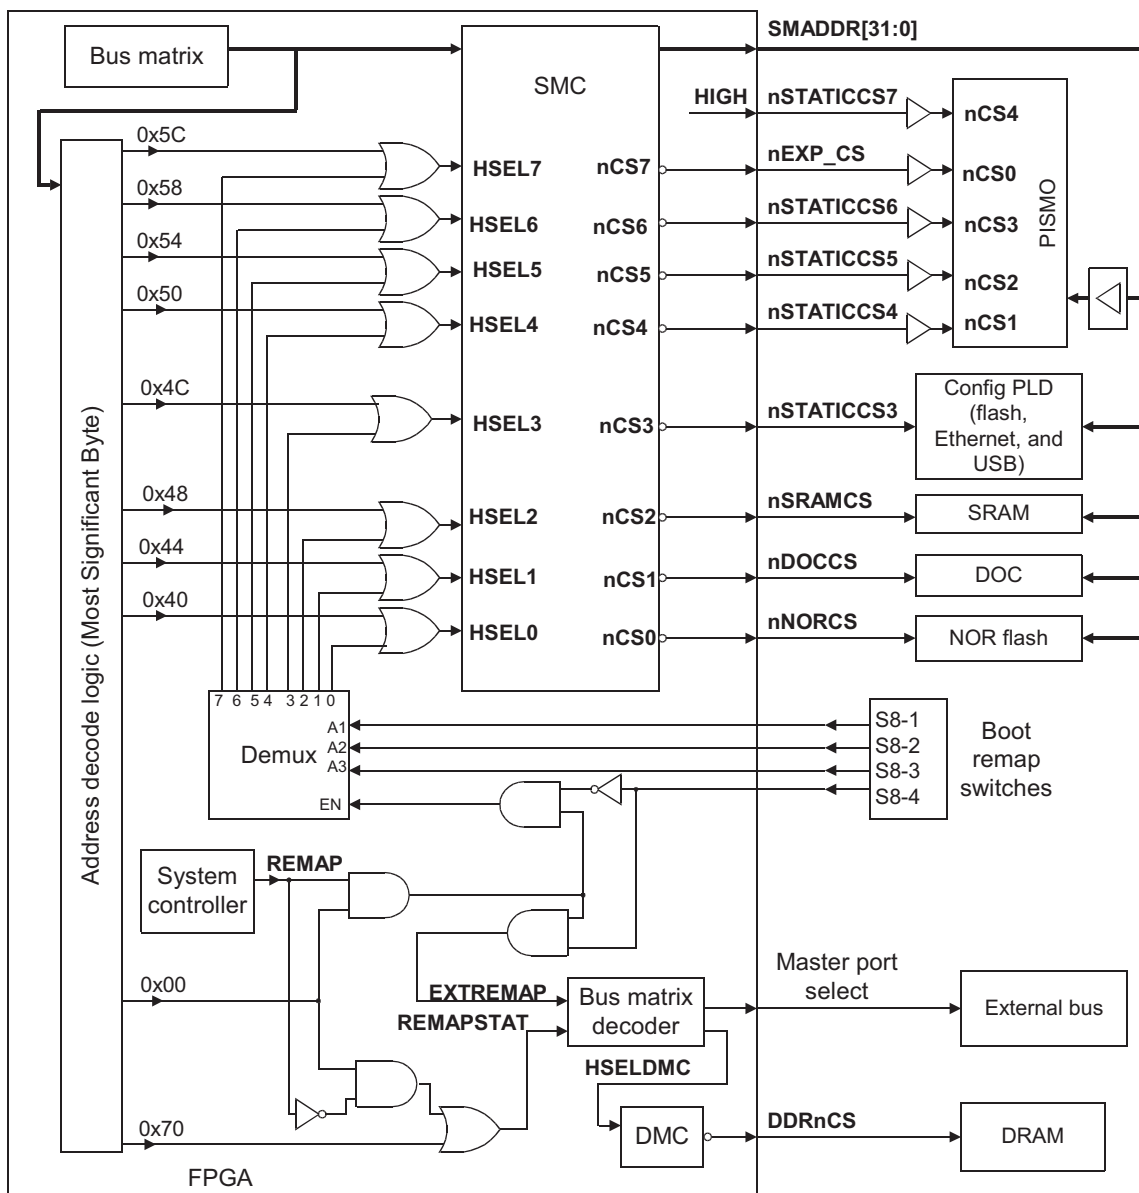 SMADDR[31:0]
Bus matrix
SMC
HIGH
nSTATICCS7
nCS4
0x5C
HSEL7
nCS7
nEXP_CS
nCS0
0x58
HSEL6
nCS6
nSTATICCS6
nCS3
PISMO
0x54
HSEL5
nCS5
nSTATICCS5
nCS2
0x50
HSEL4
nCS4
nSTATICCS4
nCS1
0x4C
HSEL3
nCS3
nSTATICCS3
Config PLD
(flash,
Ethernet, and
USB)
Address decode logic (Most Significant Byte)
0x48
HSEL2
nCS2
nSRAMCS
SRAM
0x44
HSEL1
nCS1
nDOCCS
DOC
0x40
HSEL0
nCS0
nNORCS
NOR flash
7 6 5 4 3 2 1 0
Demux
A1
A2
A3
EN
S8-1
S8-2
S8-3
S8-4
Boot
remap
switches
System
controller
REMAP
0x00
EXTREMAP
REMAPSTAT
Bus matrix
decoder
Master port
select
External bus
HSELDMC
0x70
DMC
DDRnCS
DRAM
FPGA